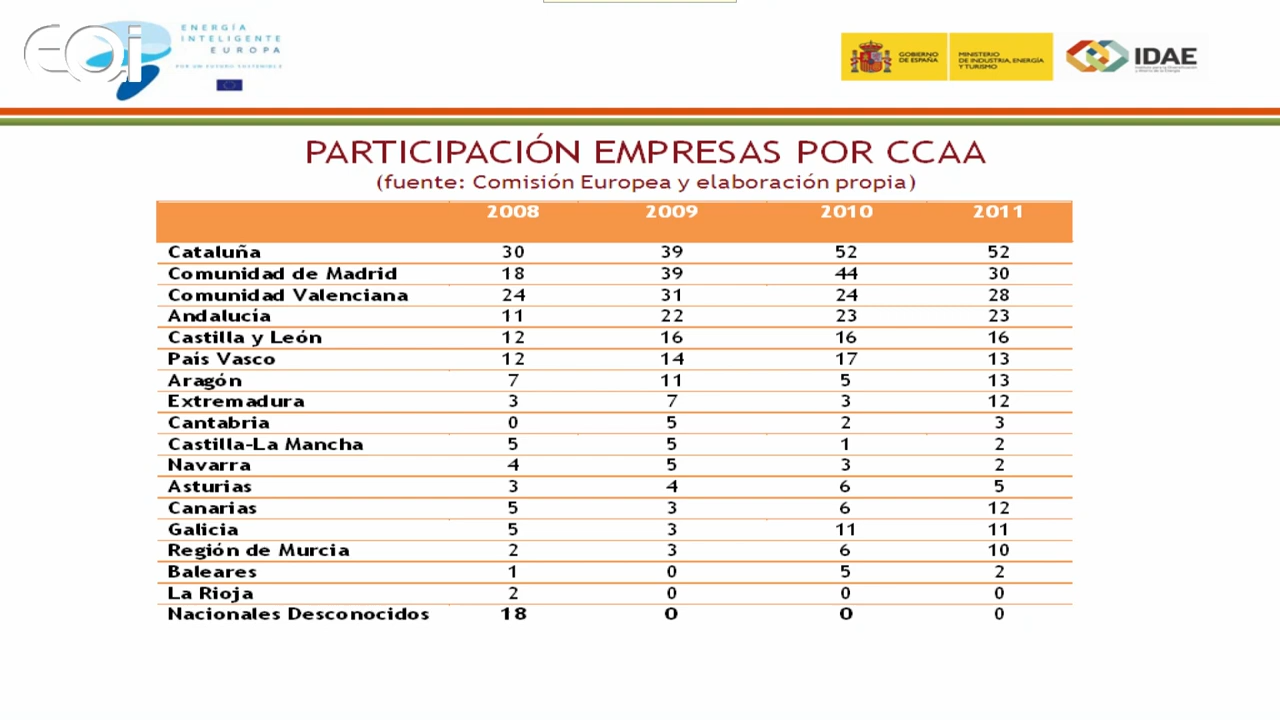 eoi
ENERGÍA
INTELIGENTE
EUROPA
POR UN FUTURO SOSTENIBLE
GOBIERNO
DE ESPAÑA
MINISTERIO
DE INDUSTRIA, ENERGÍA
Y TURISMO
IDAE
PARTICIPACIÓN EMPRESAS POR CCAA
(fuente: Comisión Europea y elaboración propia)
2008 2009 2010 2011
Cataluña 30 39 52 52
Comunidad de Madrid 18 39 44 30
Comunidad Valenciana 24 31 24 28
Andalucía 11 22 23 23
Castilla y León 12 16 16 16
País Vasco 12 14 17 13
Aragón 7 11 5 13
Extremadura 3 7 3 12
Cantabria 0 5 2 3
Castilla-La Mancha 5 5 1 2
Navarra 4 5 3 2
Asturias 3 4 6 5
Canarias 5 3 6 12
Galicia 5 3 11 11
Región de Murcia 2 3 6 10
Baleares 1 0 5 2
La Rioja 2 0 0 0
Nacionales Desconocidos 18 0 0 0